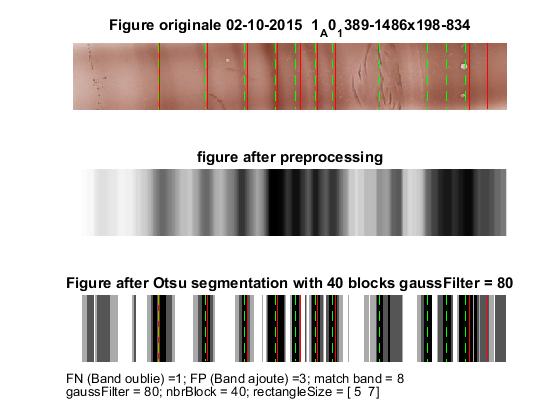 Figure originale 02-10-2015 1A01389-1486x198-834
figure after preprocessing
Figure after Otsu segmentation with 40 blocks gaussFilter = 80
FN (Band oublie) =1; FP (Band ajoute) =3; match band = 8
gaussFilter = 80; nbrBlock = 40; rectangleSize = [ 5 7]